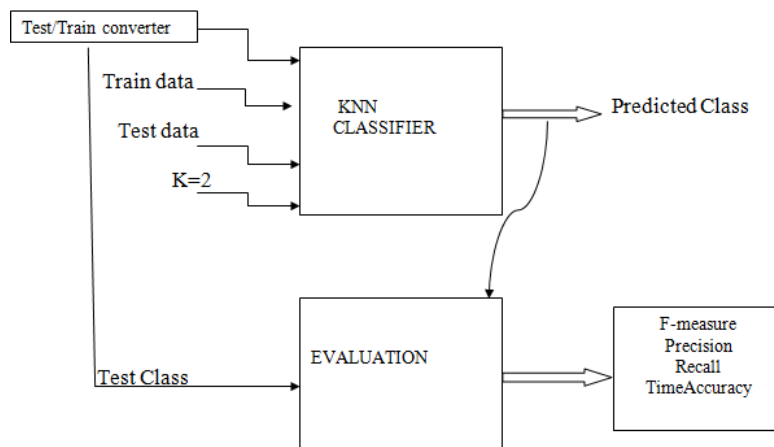 Test/Train converter
Train data
Test data
K=2
KNN
CLASSIFIER
Predicted Class
Test Class
EVALUATION
F-measure
Precision
Recall
TimeAccuracy